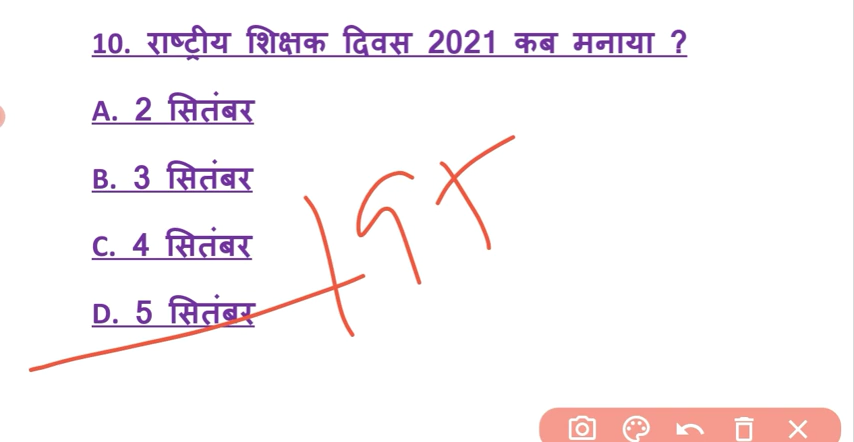 10. राष्ट्रीय शिक्षक दिवस 2021 कब मनाया ?
A. 2 सितंबर
B. 3 सितंबर
C. 4 सितंबर
D. 5 सितंबर